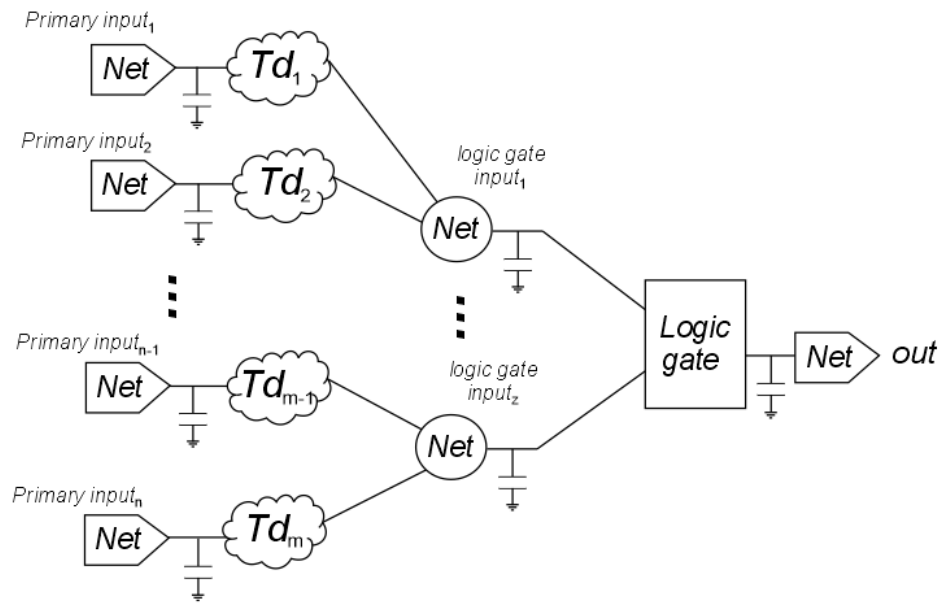 Primary input₁
Net
Td₁
Primary input₂
Net
Td₂
logic gate
input₁
Net
Logic
gate
Net
out
Primary inputₙ₋₁
Net
Tdₘ₋₁
logic gate
input_z
Net
Primary inputₙ
Net
Tdₘ